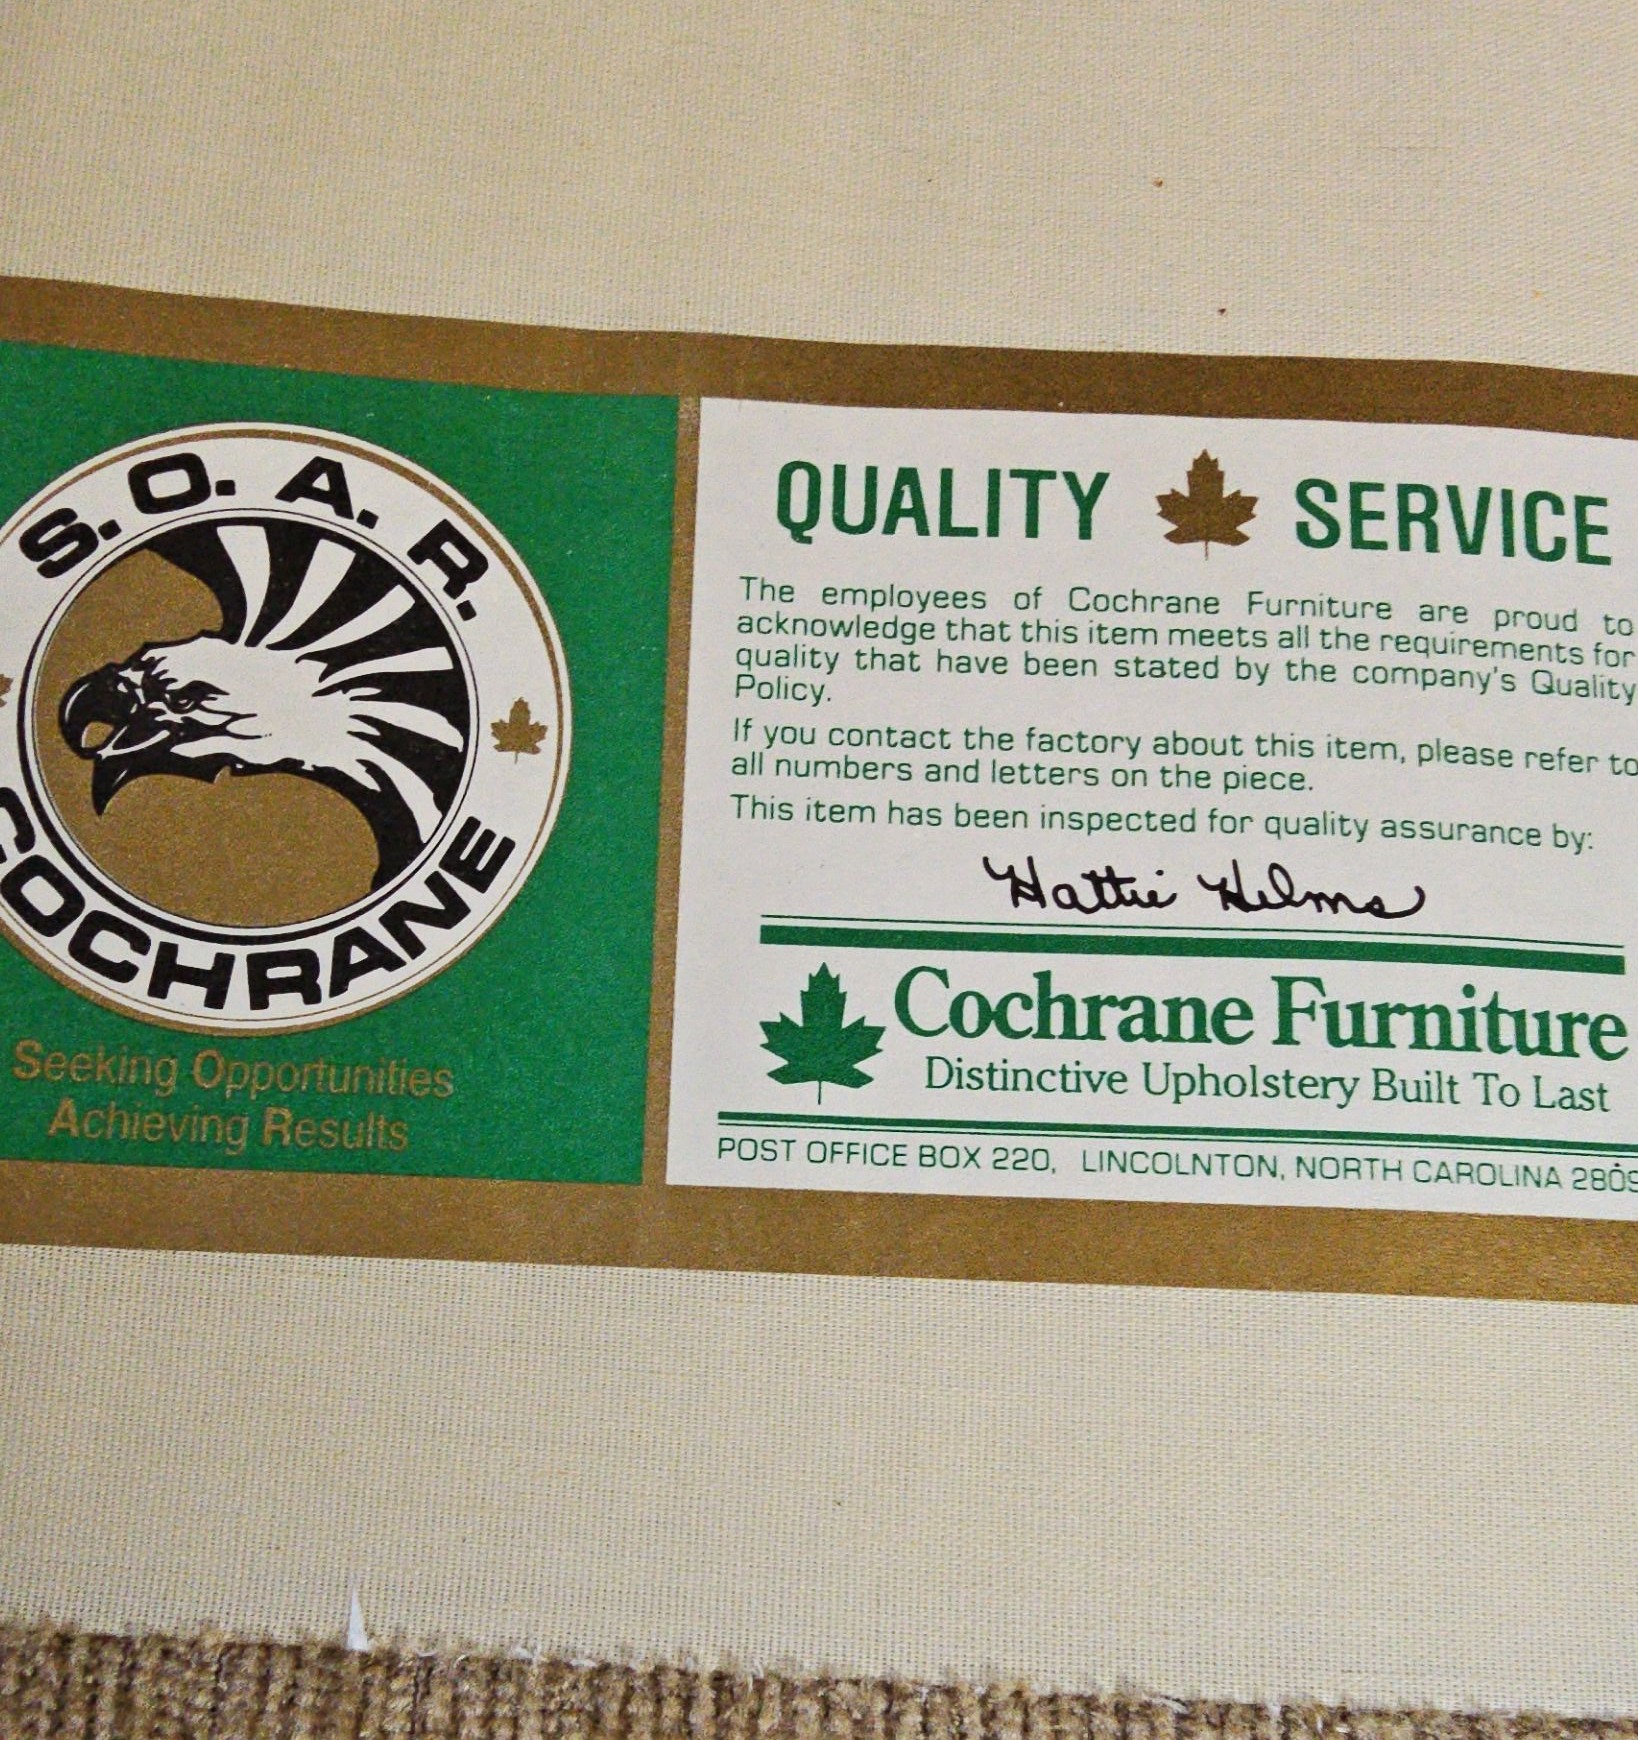 S.O.A.R.
COCHRANE
Seeking Opportunities
Achieving Results
QUALITY SERVICE
The employees of Cochrane Furniture are proud to
acknowledge that this item meets all the requirements for
quality that have been stated by the company's Quality
Policy.
If you contact the factory about this item, please refer to
all numbers and letters on the piece.
This item has been inspected for quality assurance by:
Hattie Helms
Cochrane Furniture
Distinctive Upholstery Built To Last
POST OFFICE BOX 220, LINCOLNTON, NORTH CAROLINA